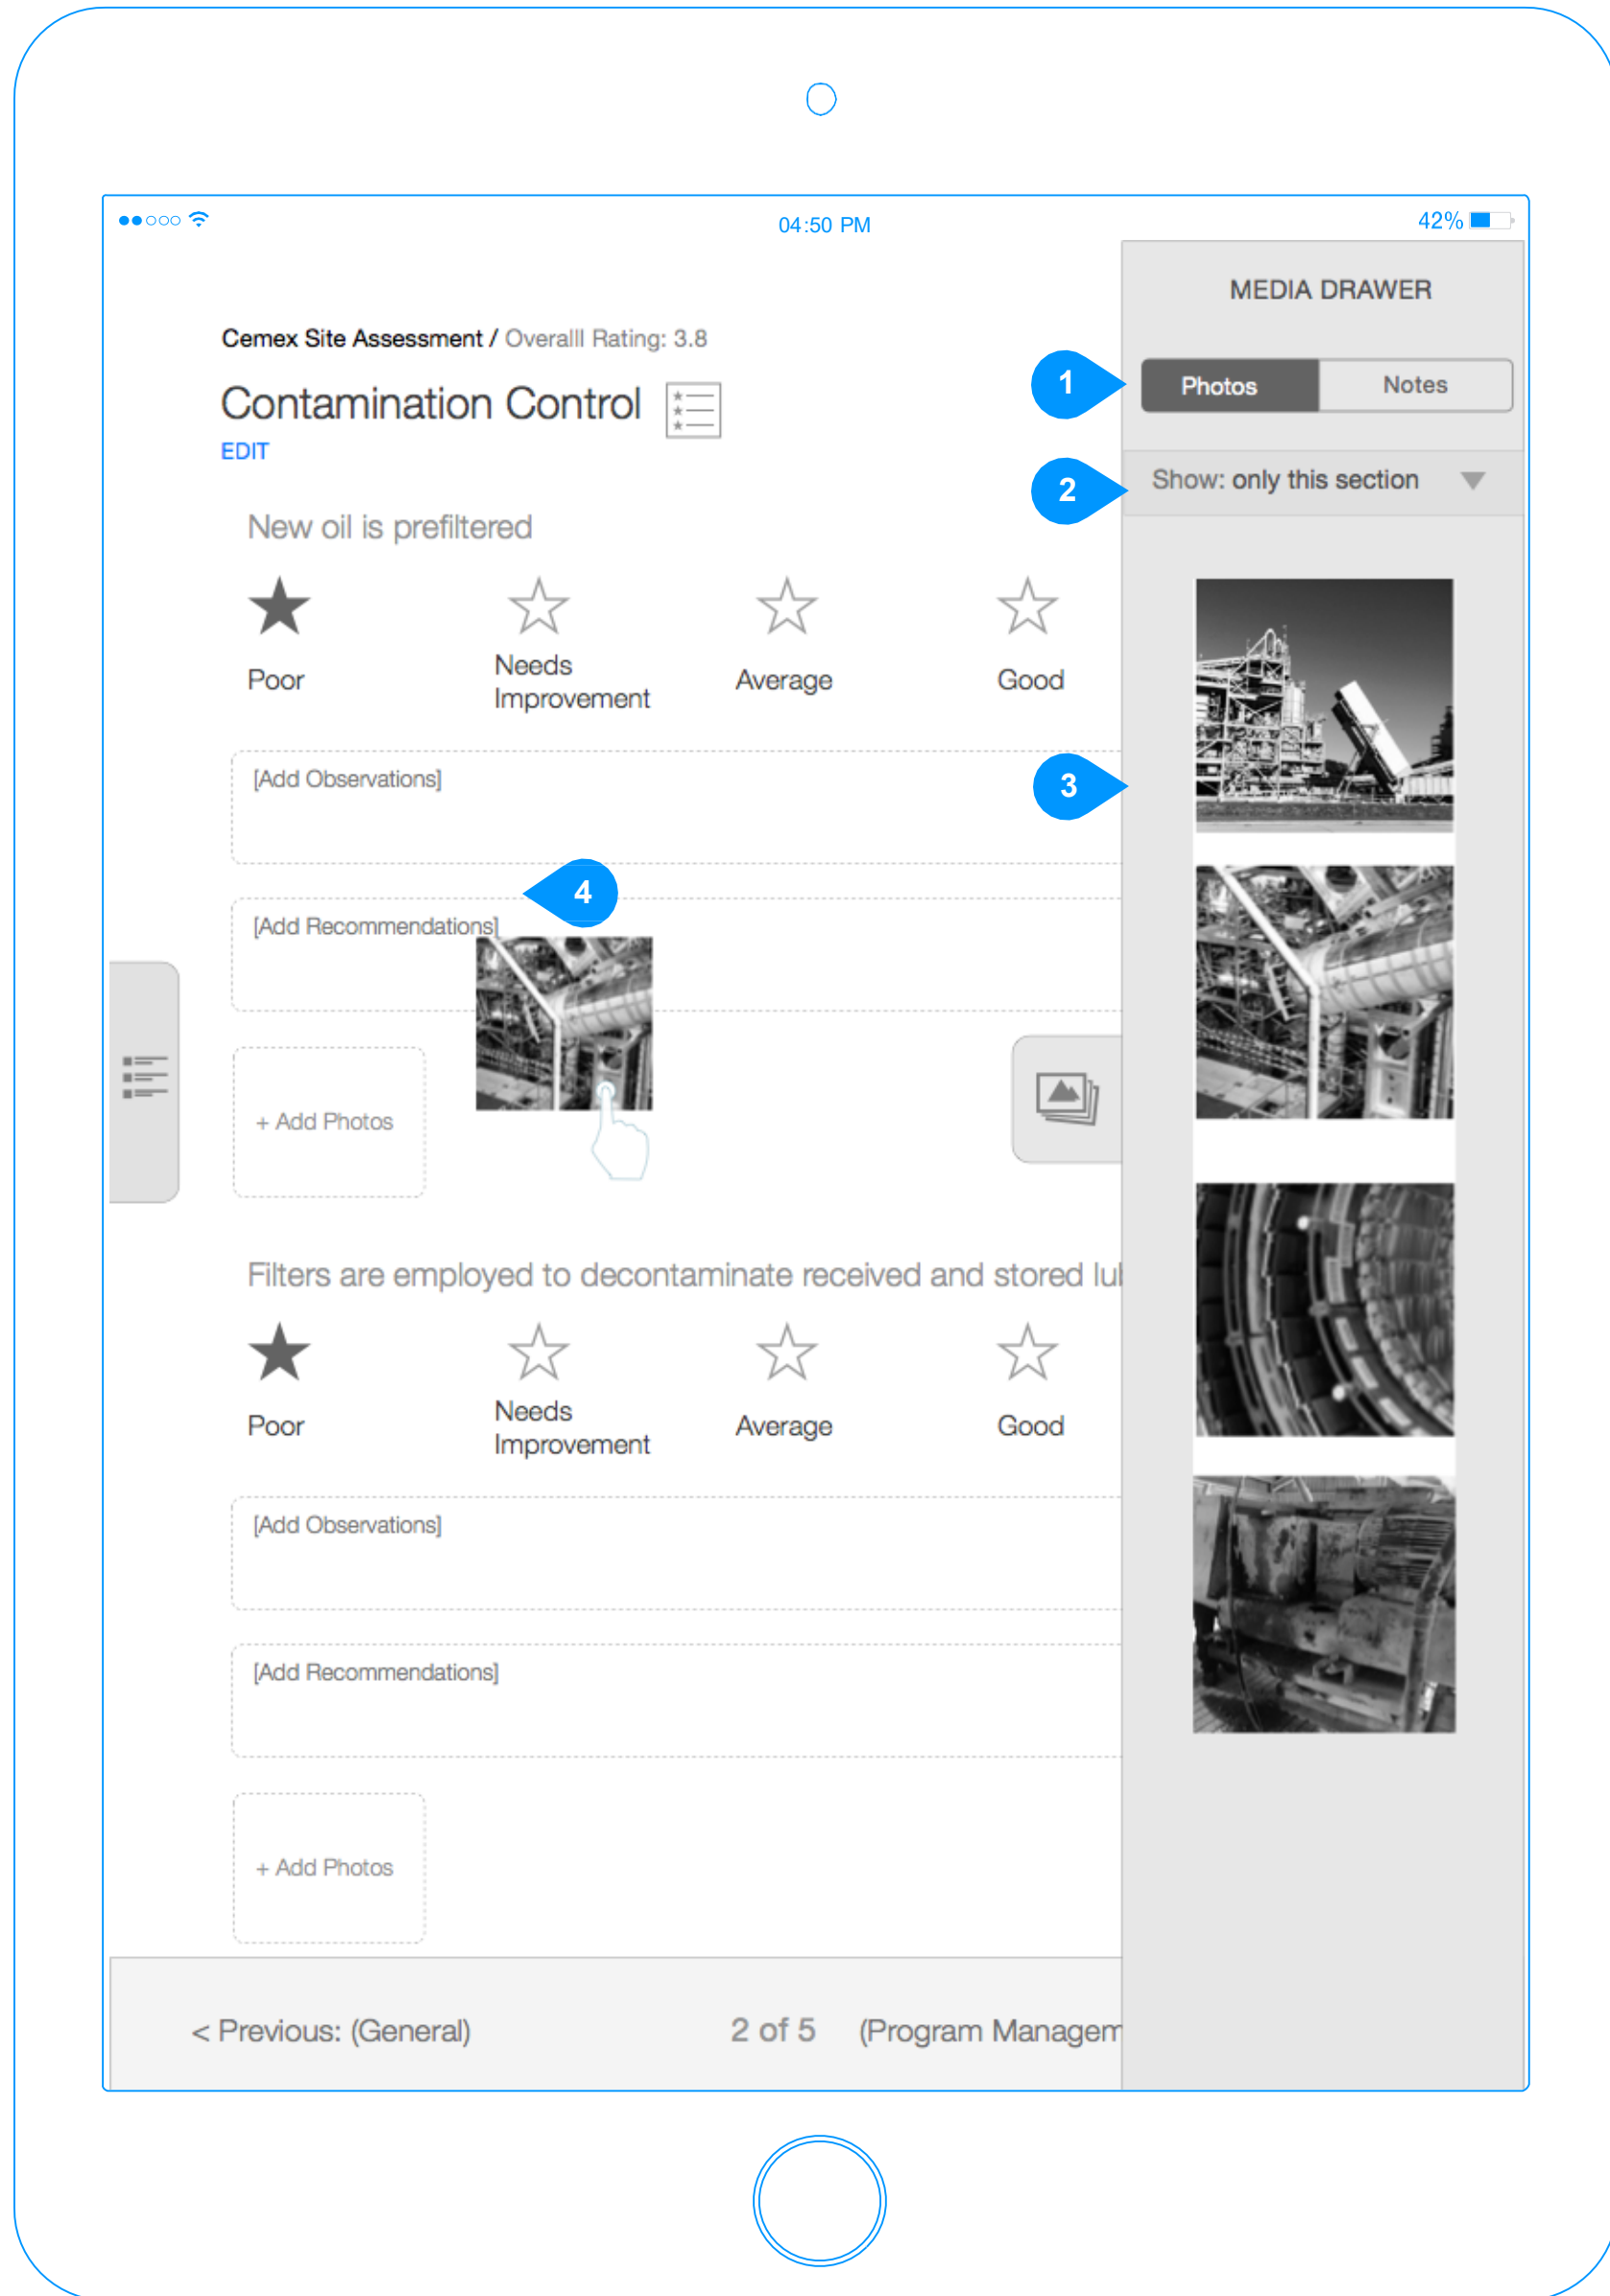 04:50 PM
42%
MEDIA DRAWER
Cemex Site Assessment / Overalll Rating: 3.8
1
Photos
Notes
Contamination Control
EDIT
2
Show: only this section
New oil is prefiltered
Poor
Needs
Improvement
Average
Good
3
[Add Observations]
4
[Add Recommendations]
+ Add Photos
Filters are employed to decontaminate received and stored lu
Poor
Needs
Improvement
Average
Good
[Add Observations]
[Add Recommendations]
+ Add Photos
< Previous: (General)
2 of 5
(Program Managem